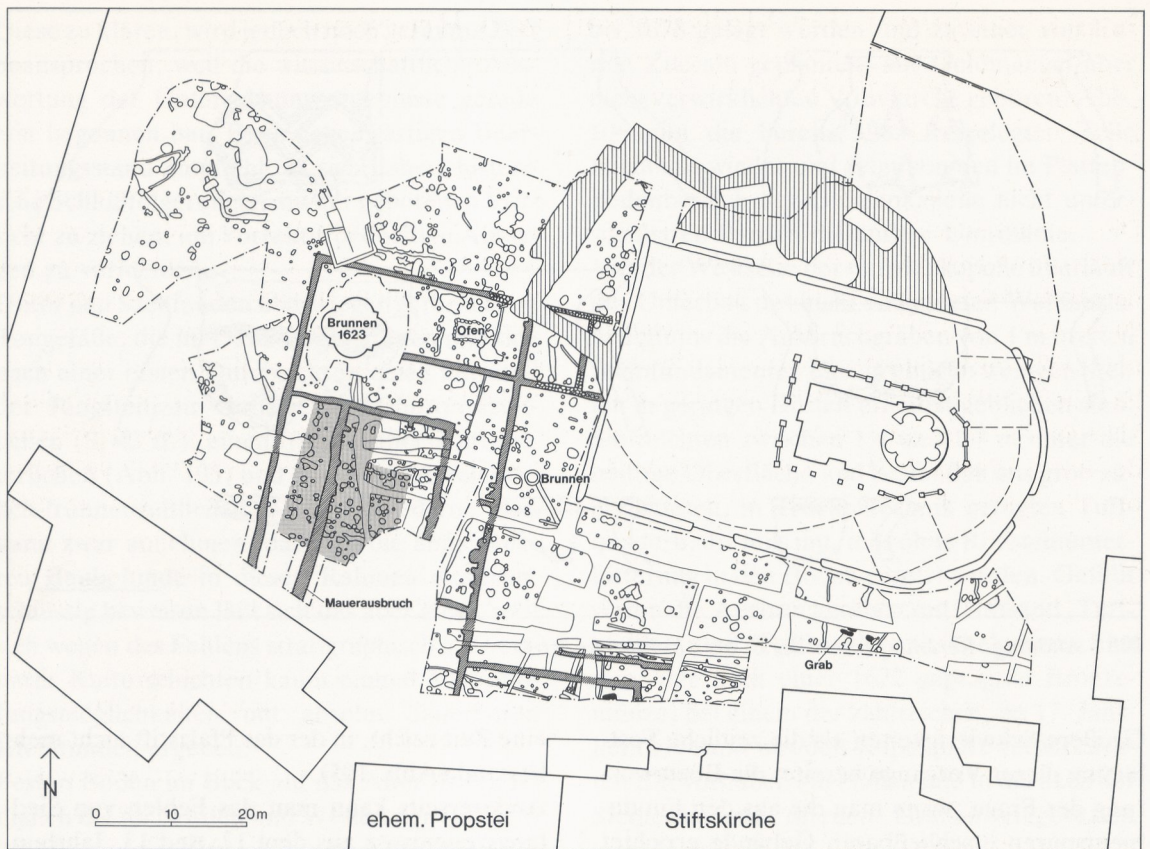 Brunnen
1623
Ofen
Brunnen
Mauerausbruch
Grab
N
0 10 20 m
ehem. Propstei
Stiftskirche